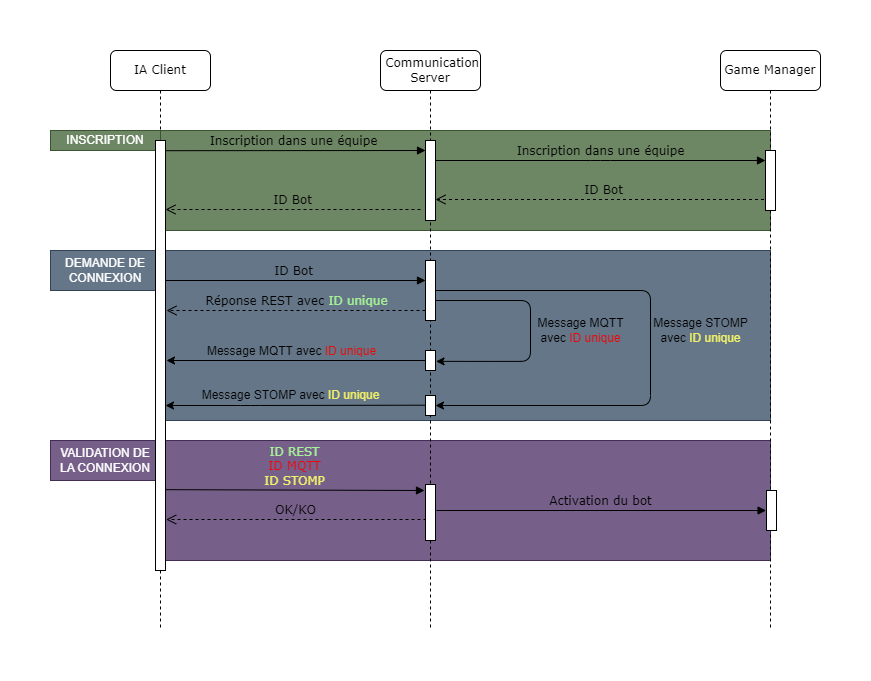 IA Client
Communication
Server
Game Manager
INSCRIPTION
Inscription dans une équipe
Inscription dans une équipe
ID Bot
ID Bot
DEMANDE DE
CONNEXION
ID Bot
Réponse REST avec ID unique
Message MQTT
avec ID unique
Message STOMP
avec ID unique
Message MQTT avec ID unique
Message STOMP avec ID unique
VALIDATION DE
LA CONNEXION
ID REST
ID MQTT
ID STOMP
Activation du bot
OK/KO